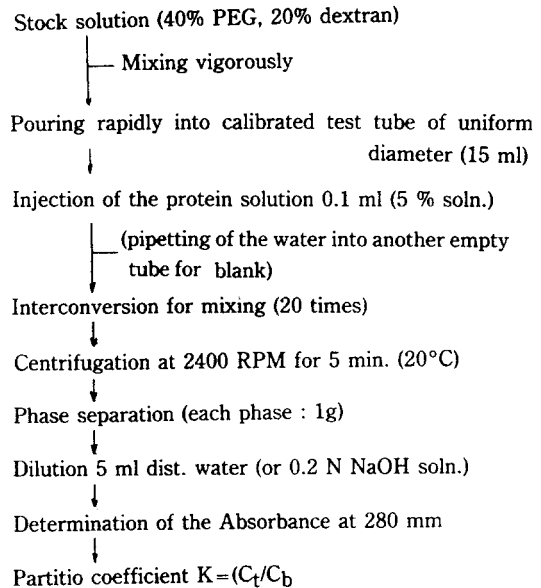 Stock solution (40% PEG, 20% dextran)
Mixing vigorously
Pouring rapidly into calibrated test tube of uniform
diameter (15 ml)
Injection of the protein solution 0.1 ml (5 % soln.)
(pipetting of the water into another empty
tube for blank)
Interconversion for mixing (20 times)
Centrifugation at 2400 RPM for 5 min. (20°C)
Phase separation (each phase : 1g)
Dilution 5 ml dist. water (or 0.2 N NaOH soln.)
Determination of the Absorbance at 280 mm
Partitio coefficient K=(Ct/Cb